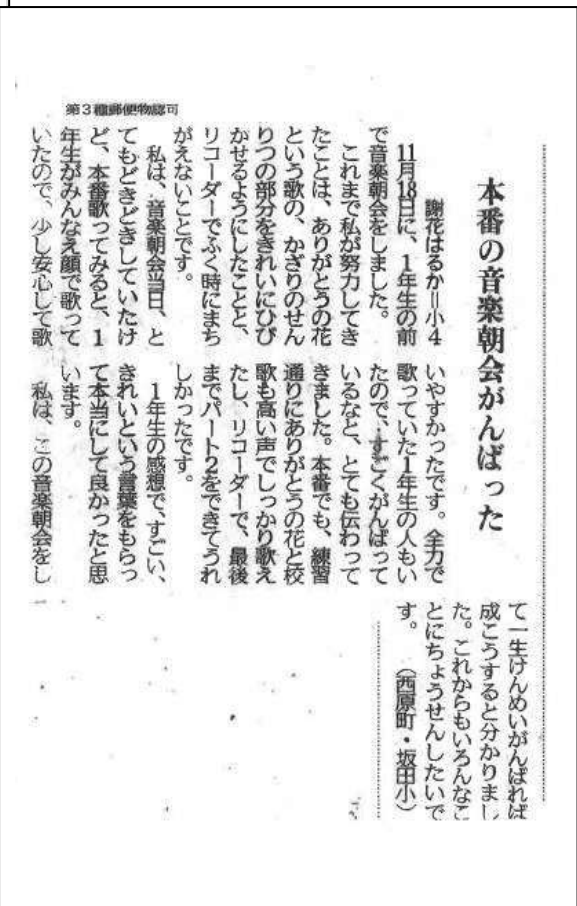 第3種郵便物認可
本番の音楽朝会がんばった
謝花はるか＝小4
11月18日に、1年生の前
で音楽朝会をしました。
これまで私が努力してき
たことは、ありがとうの花
という歌の、かざりのせん
りつの部分をきれいにひび
かせるようにしたことと、
リコーダーでふく時にまち
がえないことです。
私は、音楽朝会当日、と
てもどきどきしていたけ
ど、本番歌ってみると、1
年生がみんなえ顔で歌って
いたので、少し安心して歌
いやすかったです。全力で
歌っていた1年生の人もい
たので、すごくがんばって
いるなと、とても伝わって
きました。本番でも、練習
通りにありがとうの花と校
歌も高い声でしっかり歌え
たし、リコーダーで、最後
までパート2をできてうれ
しかったです。
1年生の感想で、すごい、
きれいという言葉をもらっ
て本当にして良かったと思
います。
私は、この音楽朝会をし
て一生けんめいがんばれば
成こうすると分かりまし
た。これからもいろんなこ
とにちょうせんしたいで
す。（西原町・坂田小）